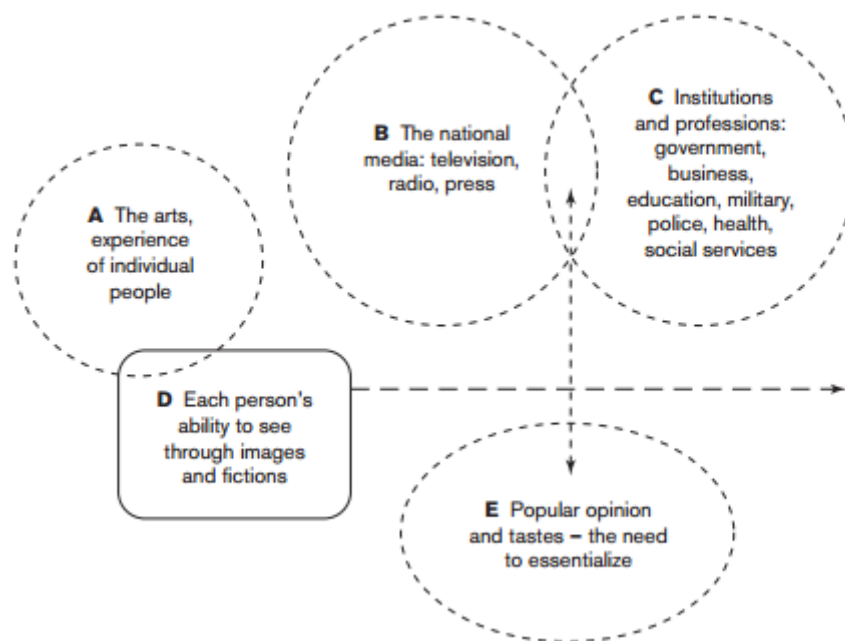 A The arts,
experience
of individual
people
B The national
media: television,
radio, press
C Institutions
and professions:
government,
business,
education, military,
police, health,
social services
D Each person's
ability to see
through images
and fictions
E Popular opinion
and tastes – the need
to essentialize